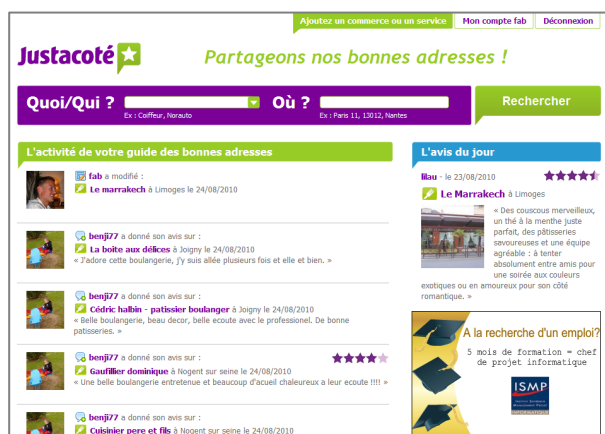 Ajoutez un commerce ou un service Mon compte fab Déconnexion
Justacoté
Partageons nos bonnes adresses !
Quoi/Qui ? Où ? Rechercher
Ex : Coiffeur, Norauto Ex : Paris 11, 13012, Nantes
L'activité de votre guide des bonnes adresses
fab a modifié :
Le marrakech à Limoges le 24/08/2010
benji77 a donné son avis sur :
La boite aux délices à Joigny le 24/08/2010
« J'adore cette boulangerie, j'y suis allée plusieurs fois et elle et bien. »
benji77 a donné son avis sur :
Cédric halbin - patissier boulanger à Joigny le 24/08/2010
« Belle boulangerie, beau decor, belle ecoute avec le professionel. De bonne
patisseries. »
benji77 a donné son avis sur :
Gaufillier dominique à Nogent sur seine le 24/08/2010
« Une belle boulangerie entretenue et beaucoup d'acueil chaleureux a leur ecoute !!!! »
benji77 a donné son avis sur :
Cuisinier pere et fils à Nogent sur seine le 24/08/2010
L'avis du jour
lilau - le 23/08/2010
Le Marrakech à Limoges
« Des couscous merveilleux,
un thé à la menthe juste
parfait, des pâtisseries
savoureuses et une équipe
agréable : à tenter
absolument entre amis pour
une soirée aux couleurs
exotiques ou en amoureux pour son côté
romantique. »
A la recherche d'un emploi?
5 mois de formation = chef
de projet informatique
ISMP